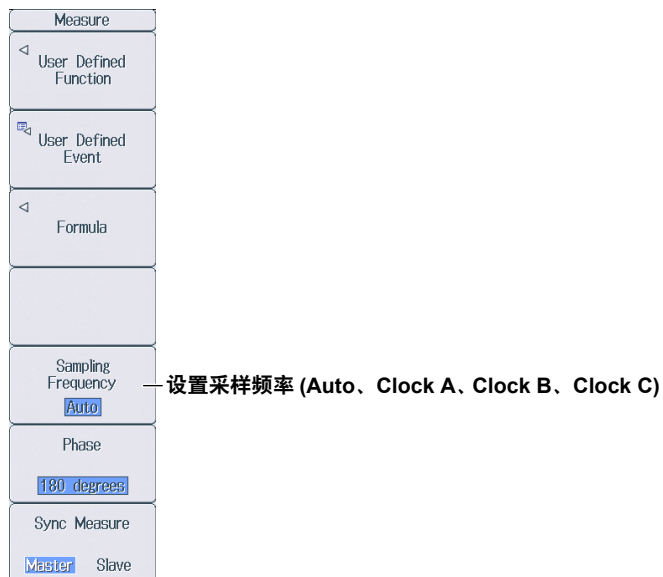 Measure
User Defined
Function
User Defined
Event
Formula
Sampling
Frequency
Auto
设置采样频率 (Auto、Clock A、Clock B、Clock C)
Phase
180 degrees
Sync Measure
Master Slave